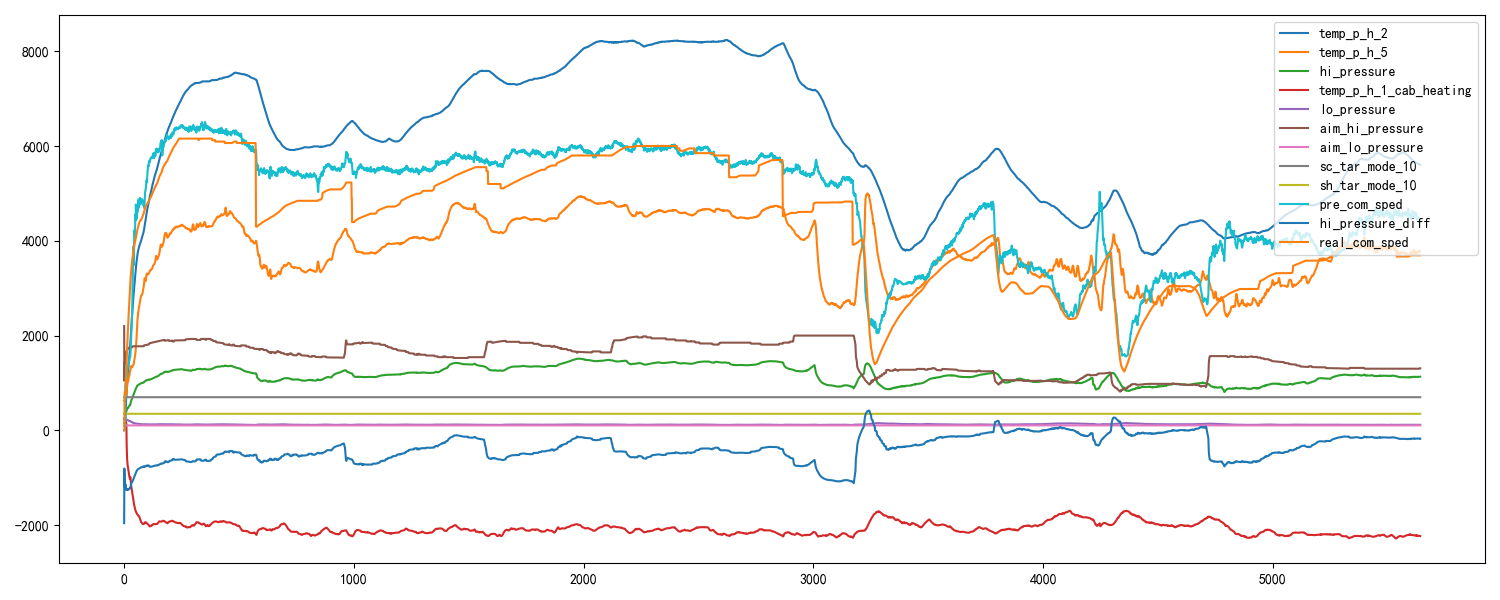 8000
6000
4000
2000
0
−2000
0
1000
2000
3000
4000
5000
temp_p_h_2
temp_p_h_5
hi_pressure
temp_p_h_1_cab_heating
lo_pressure
aim_hi_pressure
aim_lo_pressure
sc_tar_mode_10
sh_tar_mode_10
pre_com_sped
hi_pressure_diff
real_com_sped